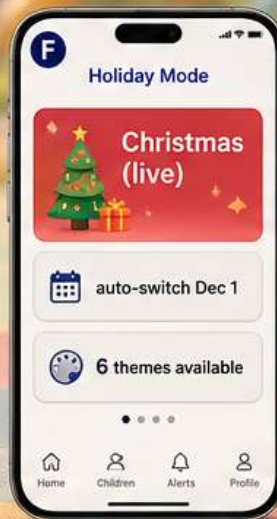 F
Holiday Mode
Christmas
(live)
auto-switch Dec 1
6 themes available
Home
Children
Alerts
Profile